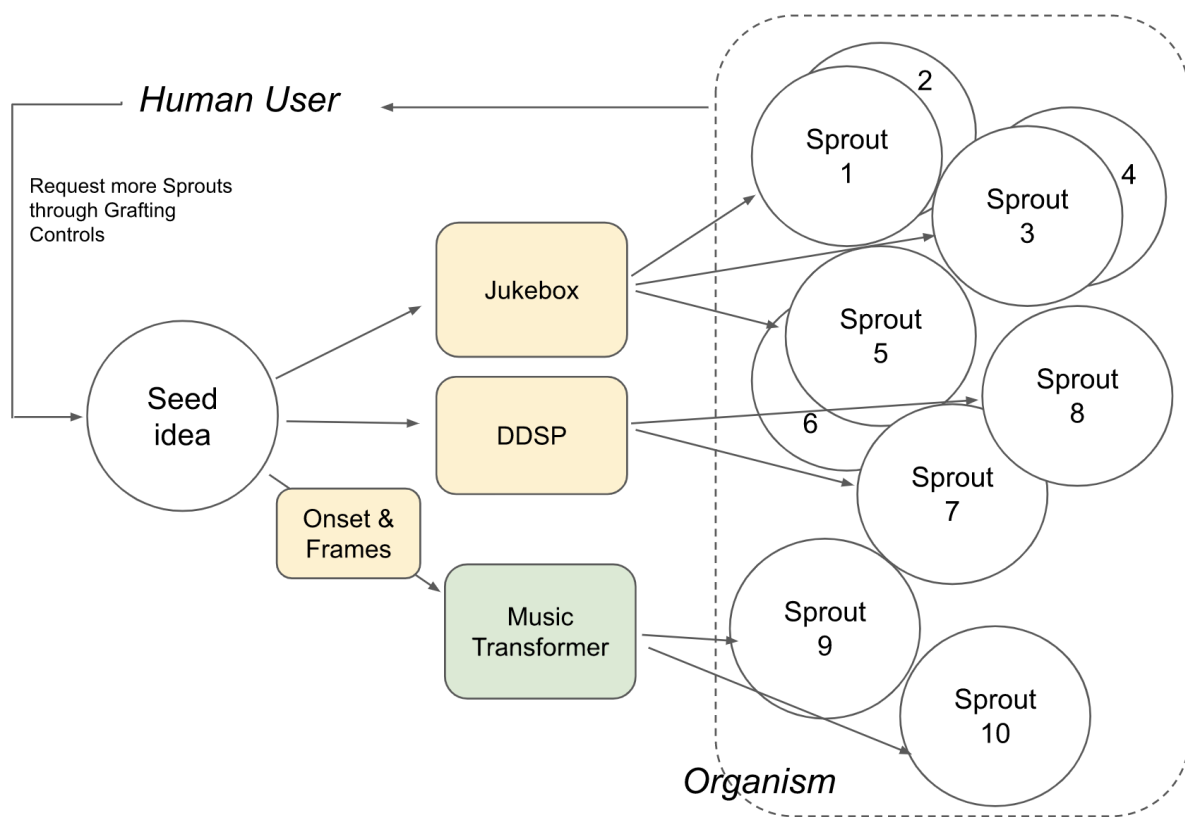 Human User
Request more Sprouts
through Grafting
Controls
Seed
idea
Jukebox
DDSP
Onset &
Frames
Music
Transformer
Sprout
1
2
Sprout
3
4
Sprout
5
6
Sprout
7
Sprout
8
Sprout
9
Sprout
10
Organism